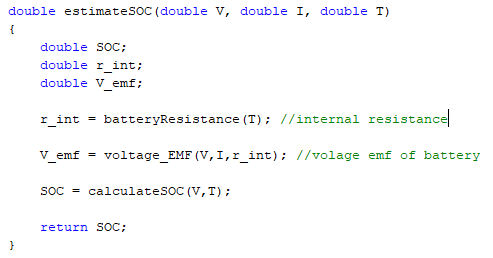 double estimateSOC(double V, double I, double T)
{
double SOC;
double r_int;
double V_emf;
r_int = batteryResistance(T); //internal resistance
V_emf = voltage_EMF(V,I,r_int); //volage emf of battery
SOC = calculateSOC(V,T);
return SOC;
}